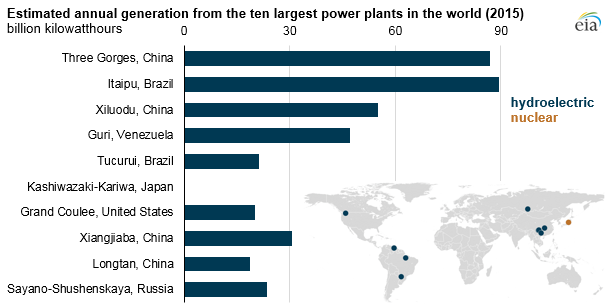 Estimated annual generation from the ten largest power plants in the world (2015)
billion kilowatthours
eia
0 30 60 90
Three Gorges, China
Itaipu, Brazil
Xiluodu, China
Guri, Venezuela
Tucurui, Brazil
Kashiwazaki-Kariwa, Japan
Grand Coulee, United States
Xiangjiaba, China
Longtan, China
Sayano-Shushenskaya, Russia
hydroelectric
nuclear